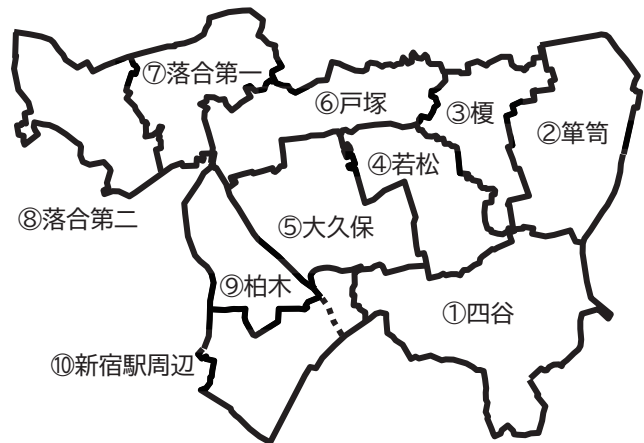 ⑦落合第一
⑥戸塚
③榎
②箪笥
④若松
⑧落合第二
⑤大久保
⑨柏木
①四谷
⑩新宿駅周辺